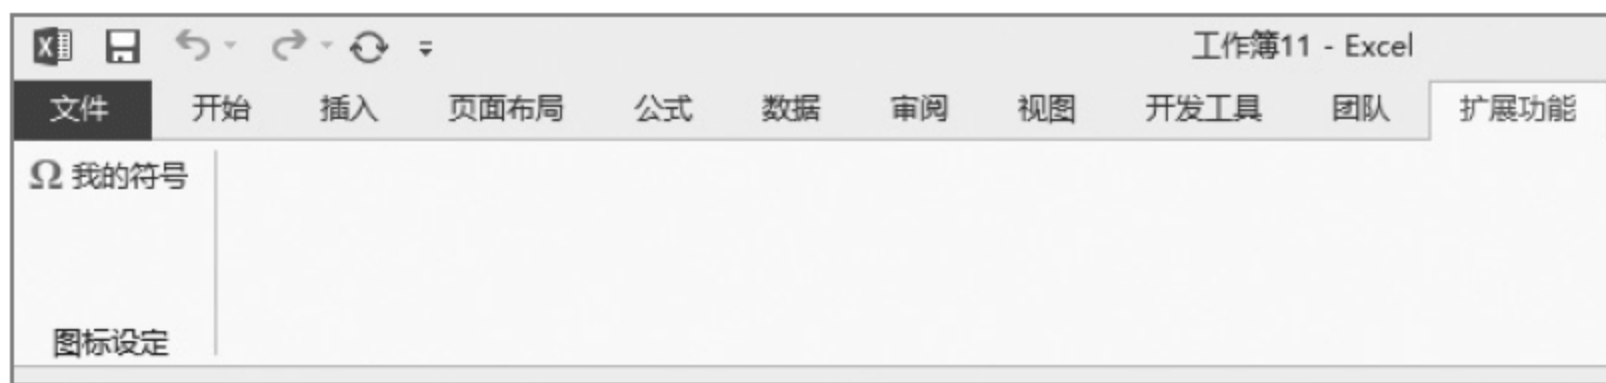 工作簿11 - Excel
文件 开始 插入 页面布局 公式 数据 审阅 视图 开发工具 团队 扩展功能
Ω 我的符号
图标设定